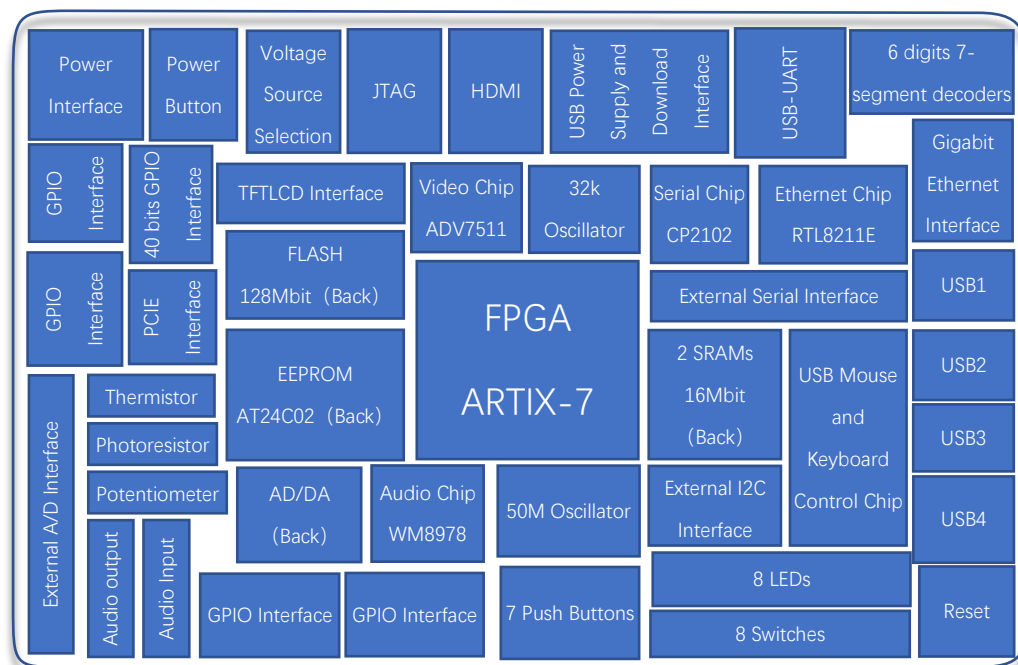 Power
Interface
Power
Button
Voltage
Source
Selection
JTAG
HDMI
USB Power
Supply and
Download
Interface
USB-UART
6 digits 7-
segment decoders
GPIO
Interface
40 bits GPIO
Interface
TFTLCD Interface
Video Chip
ADV7511
32k
Oscillator
Serial Chip
CP2102
Ethernet Chip
RTL8211E
Gigabit
Ethernet
Interface
FLASH
128Mbit（Back）
GPIO
Interface
PCIE
Interface
FPGA
ARTIX-7
External Serial Interface
USB1
EEPROM
AT24C02（Back）
2 SRAMs
16Mbit
（Back）
USB Mouse
and
Keyboard
Control Chip
USB2
USB3
USB4
External A/D Interface
Thermistor
Photoresistor
Potentiometer
AD/DA
（Back）
Audio Chip
WM8978
50M Oscillator
External I2C
Interface
Audio output
Audio Input
GPIO Interface
GPIO Interface
7 Push Buttons
8 LEDs
8 Switches
Reset